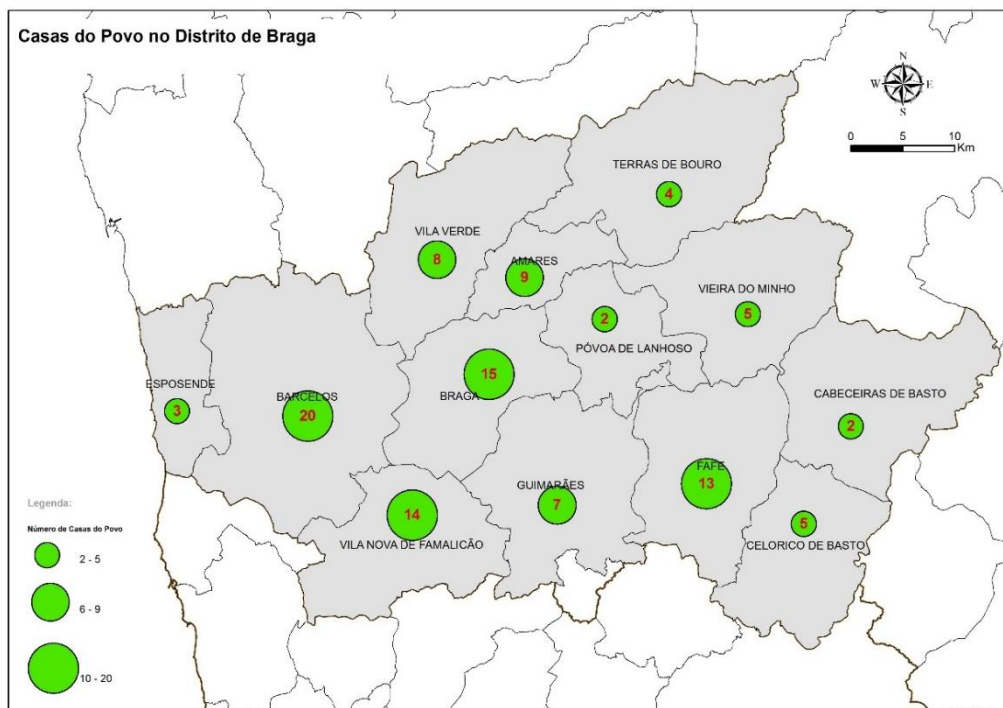 Casas do Povo no Distrito de Braga
N
W E
S
0 5 10
Km
TERRAS DE BOURO
4
VILA VERDE
8
AMARES
9
VIEIRA DO MINHO
5
2
PÓVOA DE LANHOSO
15
BRAGA
ESPOSENDE
3
BARCELOS
20
CABECEIRAS DE BASTO
2
FAFE
13
GUIMARÃES
7
14
VILA NOVA DE FAMALICÃO
5
CELORICO DE BASTO
Legenda:
Número de Casas do Povo
2 - 5
6 - 9
10 - 20